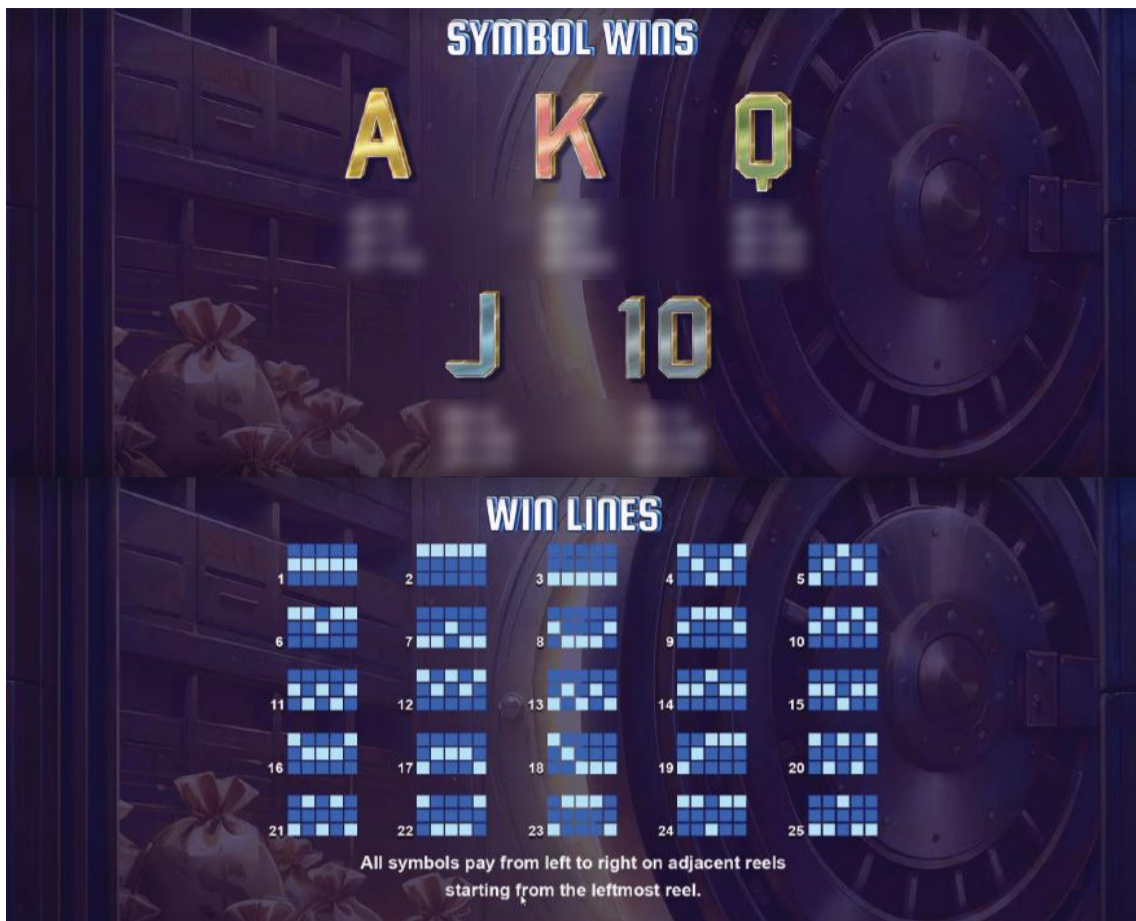 SYMBOL WINS
A K Q
J 10
WIN LINES
1 2 3 4 5
6 7 8 9 10
11 12 13 14 15
16 17 18 19 20
21 22 23 24 25
All symbols pay from left to right on adjacent reels
starting from the leftmost reel.